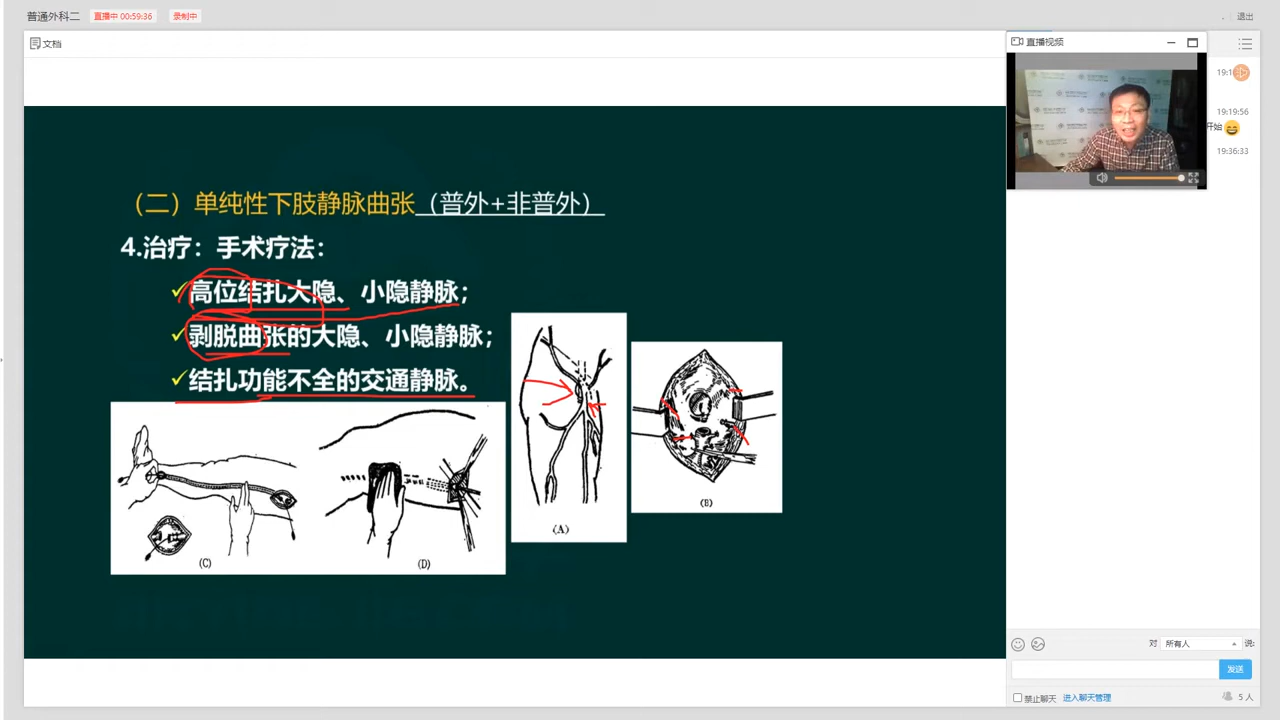 普通外科二 直播中 00:59:36 录制中 退出
文档
直播视频
19:1
19:19:56
开始
19:36:33
（二）单纯性下肢静脉曲张（普外+非普外）
4.治疗：手术疗法：
✓高位结扎大隐、小隐静脉；
✓剥脱曲张的大隐、小隐静脉；
✓结扎功能不全的交通静脉。
(A)
(B)
(C)
(D)
对 所有人 说:
发送
禁止聊天 进入聊天管理 5 人